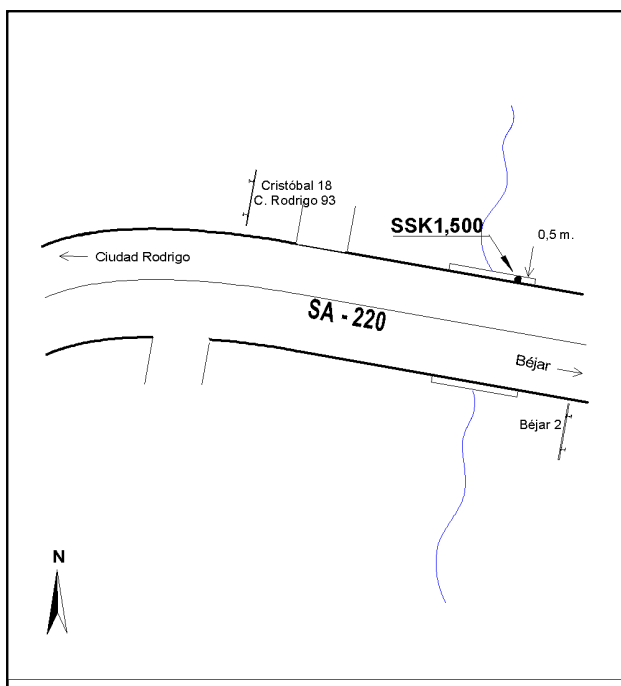 Cristóbal 18
C. Rodrigo 93
SSK1,500
0,5 m.
Ciudad Rodrigo
SA - 220
Béjar
Béjar 2
N